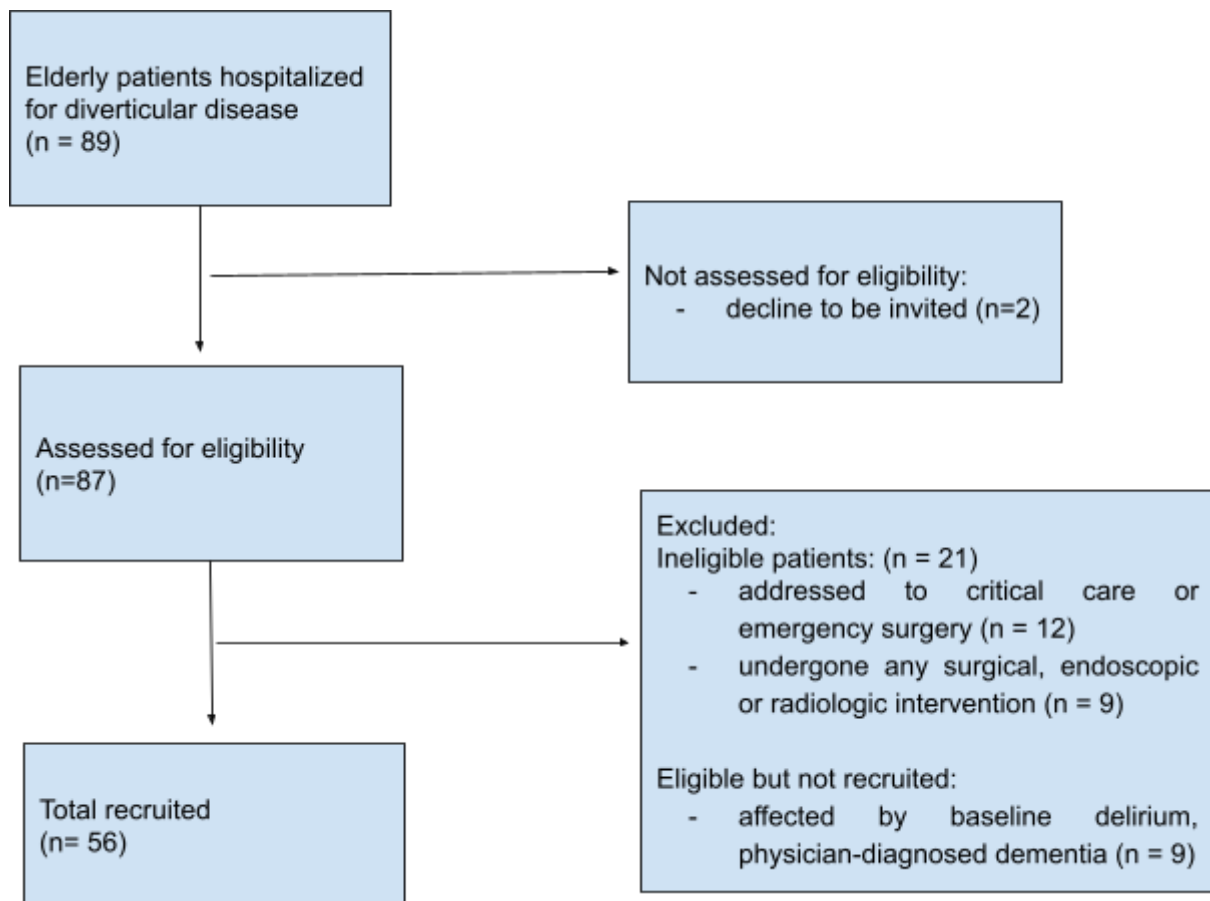 Elderly patients hospitalized
for diverticular disease
(n = 89)
Not assessed for eligibility:
- decline to be invited (n=2)
Assessed for eligibility
(n=87)
Excluded:
Ineligible patients: (n = 21)
- addressed to critical care or
emergency surgery (n = 12)
- undergone any surgical, endoscopic
or radiologic intervention (n = 9)
Eligible but not recruited:
- affected by baseline delirium,
physician-diagnosed dementia (n = 9)
Total recruited
(n= 56)